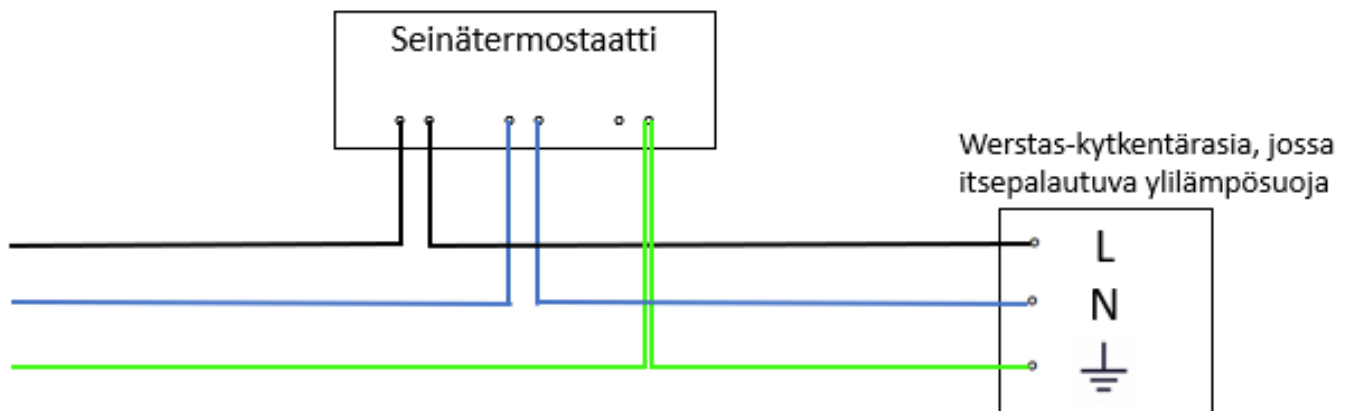 Seinätermostaatti
Werstas-kytkentärasia, jossa
itsepalautuva ylilämpösuoja
L
N